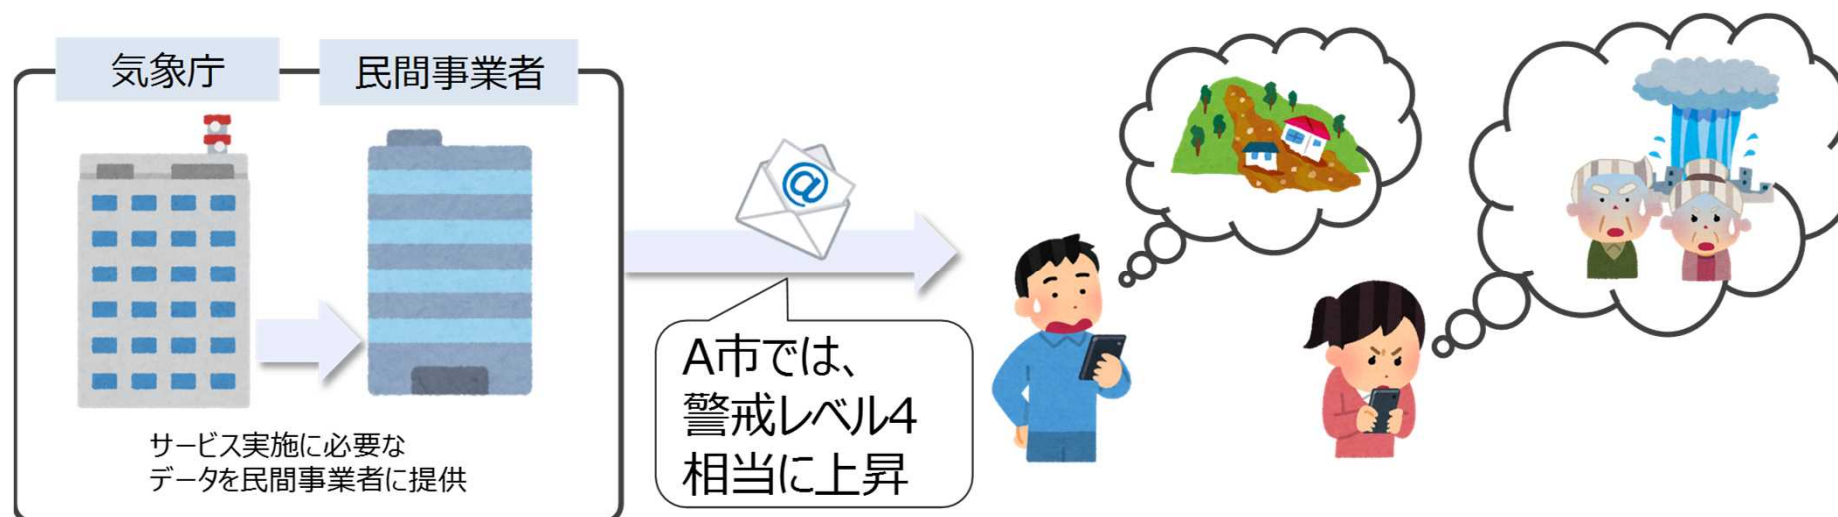 気象庁
民間事業者
@
サービス実施に必要な
データを民間事業者に提供
A市では、
警戒レベル4
相当に上昇